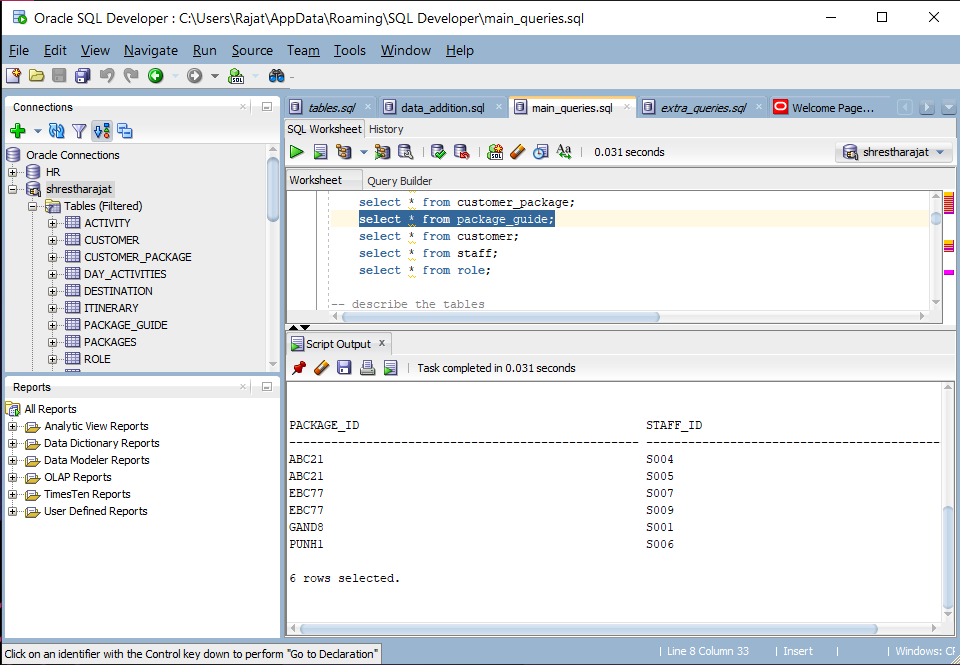 Oracle SQL Developer : C:\Users\Rajat\AppData\Roaming\SQL Developer\main_queries.sql
File Edit View Navigate Run Source Team Tools Window Help
Connections
Oracle Connections
HR
shrestharajat
Tables (Filtered)
ACTIVITY
CUSTOMER
CUSTOMER_PACKAGE
DAY_ACTIVITIES
DESTINATION
ITINERARY
PACKAGE_GUIDE
PACKAGES
ROLE
Reports
All Reports
Analytic View Reports
Data Dictionary Reports
Data Modeler Reports
OLAP Reports
TimesTen Reports
User Defined Reports
tables.sql data_addition.sql main_queries.sql extra_queries.sql Welcome Page...
SQL Worksheet History
0.031 seconds shrestharajat
Worksheet Query Builder
select * from customer_package;
select * from package_guide;
select * from customer;
select * from staff;
select * from role;
-- describe the tables
Script Output
Task completed in 0.031 seconds
PACKAGE_ID STAFF_ID
ABC21 S004
ABC21 S005
EBC77 S007
EBC77 S009
GAND8 S001
PUNH1 S006
6 rows selected.
Click on an identifier with the Control key down to perform "Go to Declaration"
Line 8 Column 33 Insert Windows: